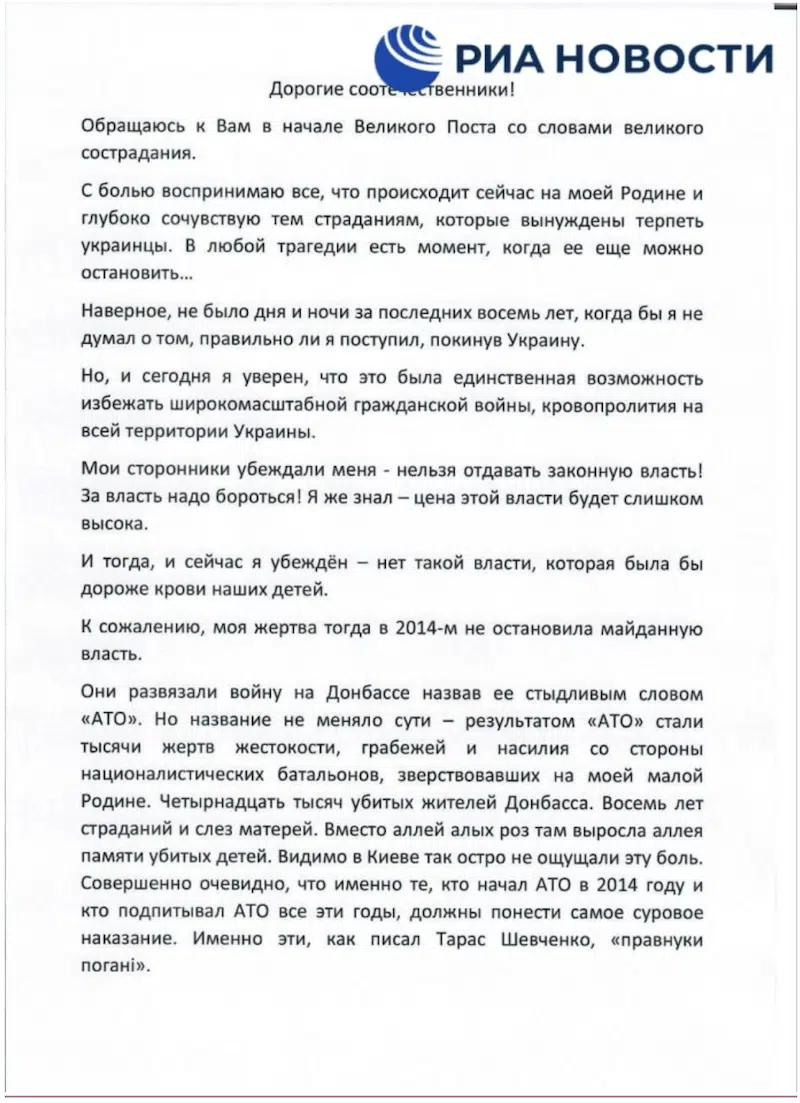 РИА НОВОСТИ
Дорогие соотечественники!
Обращаюсь к Вам в начале Великого Поста со словами великого
сострадания.
С болью воспринимаю все, что происходит сейчас на моей Родине и
глубоко сочувствую тем страданиям, которые вынуждены терпеть
украинцы. В любой трагедии есть момент, когда ее еще можно
остановить...
Наверное, не было дня и ночи за последних восемь лет, когда бы я не
думал о том, правильно ли я поступил, покинув Украину.
Но, и сегодня я уверен, что это была единственная возможность
избежать широкомасштабной гражданской войны, кровопролития на
всей территории Украины.
Мои сторонники убеждали меня - нельзя отдавать законную власть!
За власть надо бороться! Я же знал – цена этой власти будет слишком
высока.
И тогда, и сейчас я убеждён – нет такой власти, которая была бы
дороже крови наших детей.
К сожалению, моя жертва тогда в 2014-м не остановила майданную
власть.
Они развязали войну на Донбассе назвав ее стыдливым словом
«АТО». Но название не меняло сути – результатом «АТО» стали
тысячи жертв жестокости, грабежей и насилия со стороны
националистических батальонов, зверствовавших на моей малой
Родине. Четырнадцать тысяч убитых жителей Донбасса. Восемь лет
страданий и слез матерей. Вместо аллей алых роз там выросла аллея
памяти убитых детей. Видимо в Киеве так остро не ощущали эту боль.
Совершенно очевидно, что именно те, кто начал АТО в 2014 году и
кто подпитывал АТО все эти годы, должны понести самое суровое
наказание. Именно эти, как писал Тарас Шевченко, «правнуки
погані».